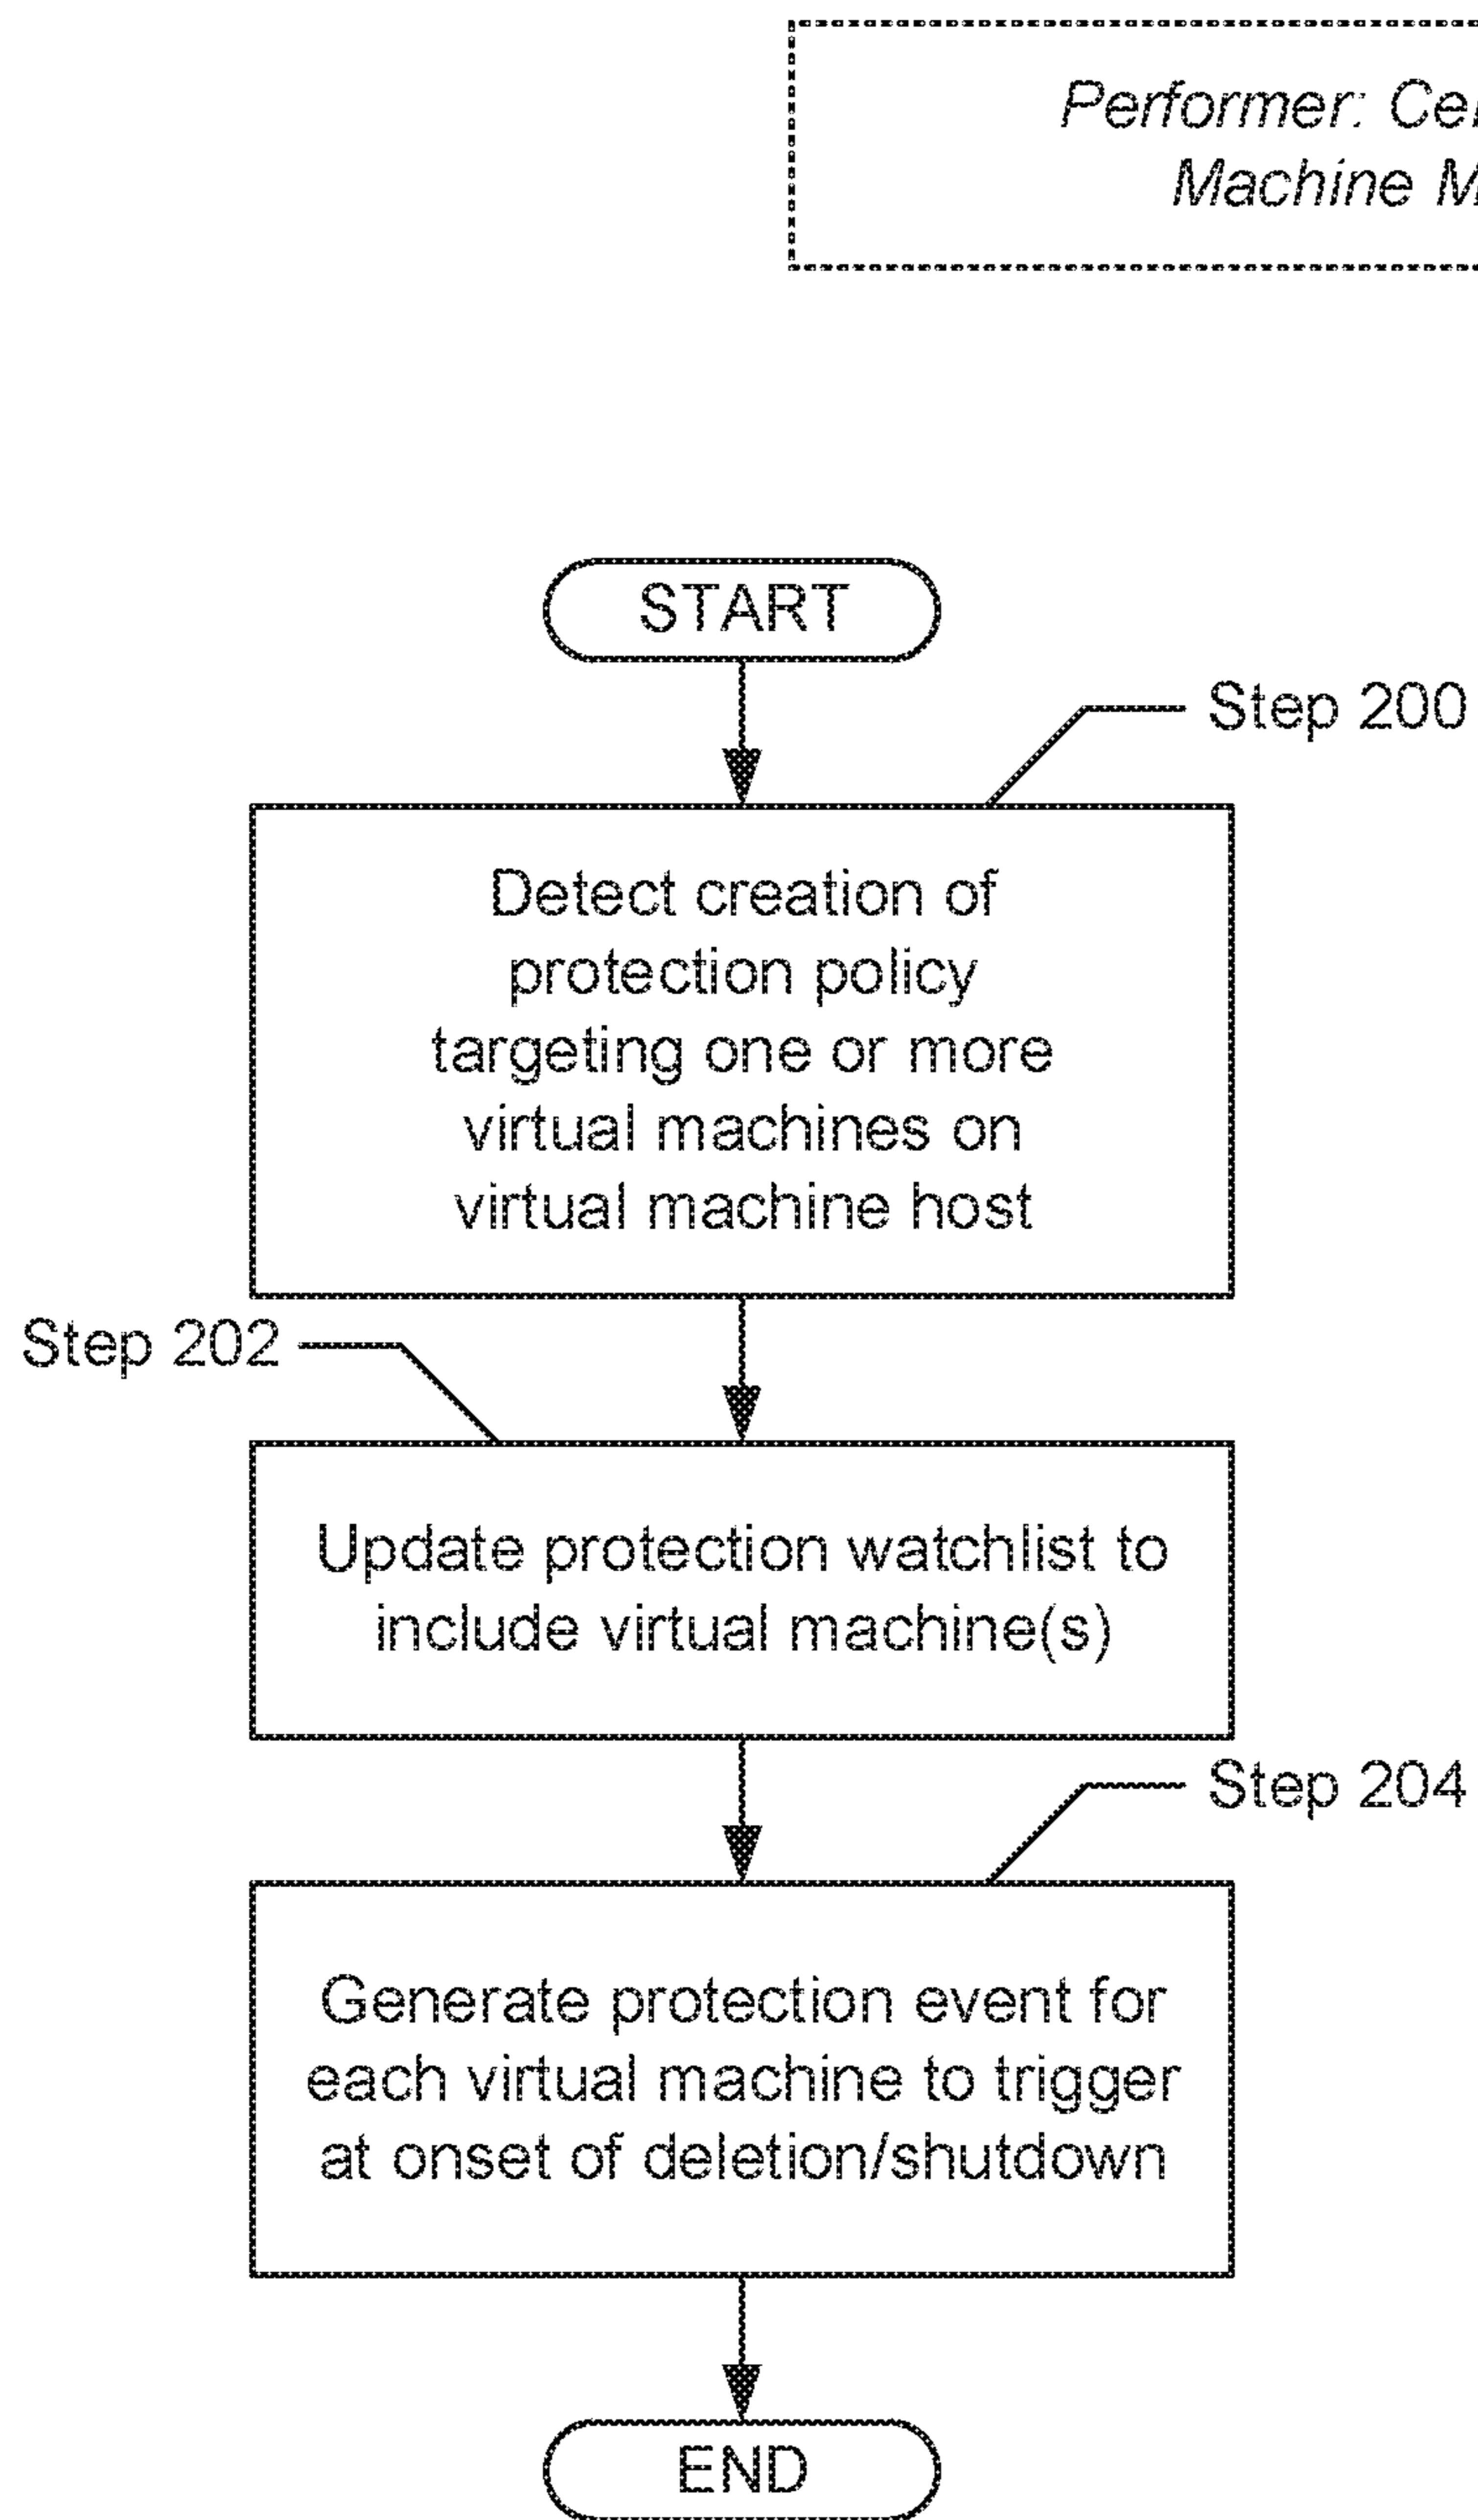 Performer:
Machine
START
Step 200
Detect creation of
protection policy
targeting one or more
virtual machines on
virtual machine host
Step 202
Update protection watchlist to
include virtual machine(s)
Step 204
Generate protection event for
each virtual machine to trigger
at onset of deletion/shutdown
END